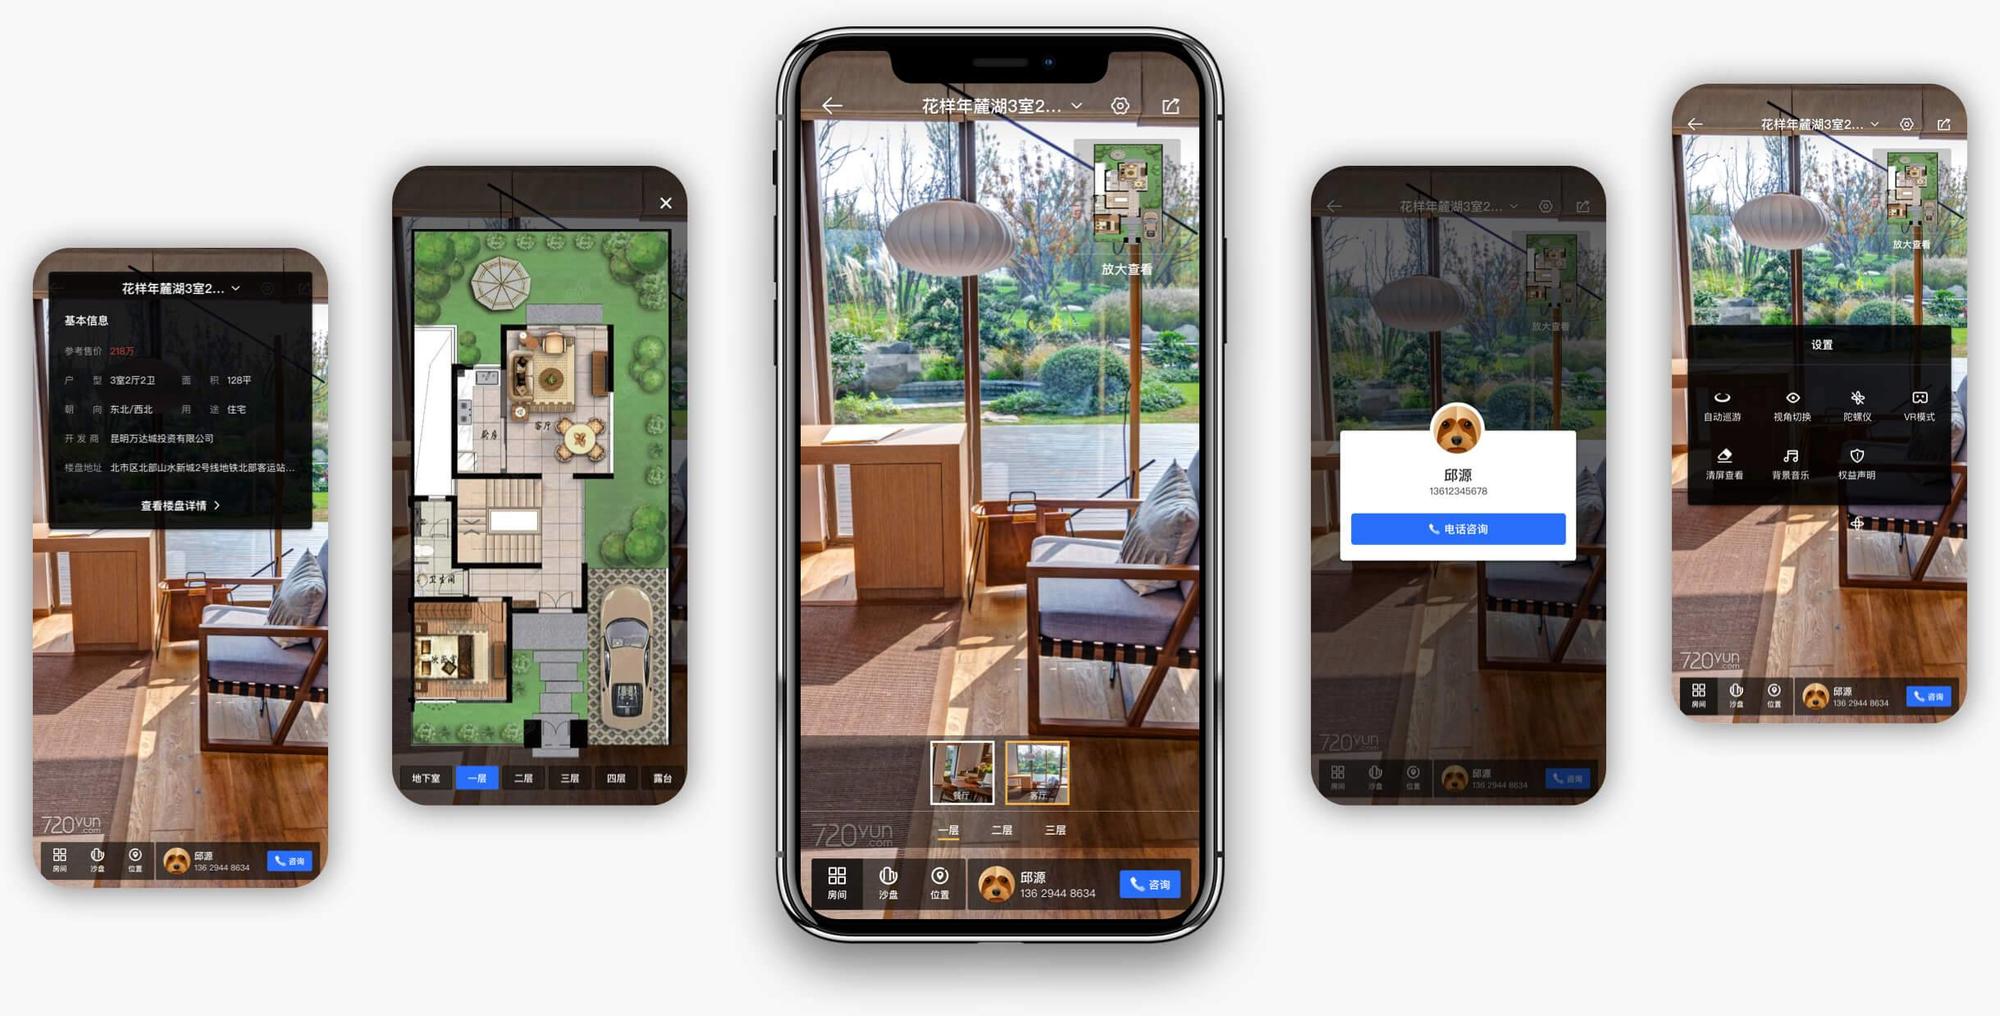 花样年麓湖3室2...
基本信息
参考售价 218万
户 型 3室2厅2卫 面 积 128平
朝 向 东北/西北 用 途 住宅
开 发 商 昆明万达城投资有限公司
楼盘地址 北市区北部山水新城2号线地铁北部客运站...
查看楼盘详情
720yun.com
房间 沙盘 位置
邱源
136 2944 8634
咨询
客厅
厨房
卫生间
地下室 一层 二层 三层 四层 露台
花样年麓湖3室2...
放大查看
餐厅 客厅
720yun.com
一层 二层 三层
房间 沙盘 位置
邱源
136 2944 8634
咨询
花样年麓湖3室2...
放大查看
邱源
13612345678
电话咨询
720yun
房间 沙盘 位置
邱源
136 2944 8634
咨询
花样年麓湖3室2...
放大查看
设置
自动巡游 视角切换 陀螺仪 VR模式
清屏查看 背景音乐 权益声明
720yun.com
房间 沙盘 位置
邱源
136 2944 8634
咨询